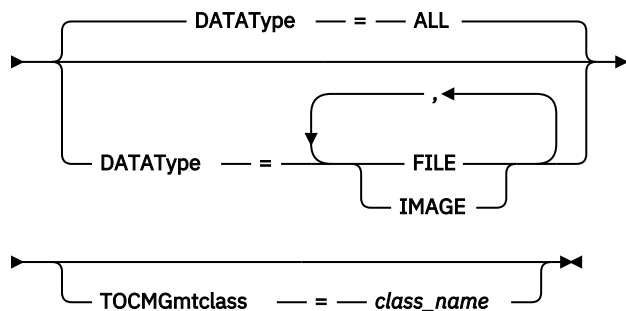 DATAType = ALL
,
DATAType = FILE
IMAGE
TOCMGmtclass = class_name